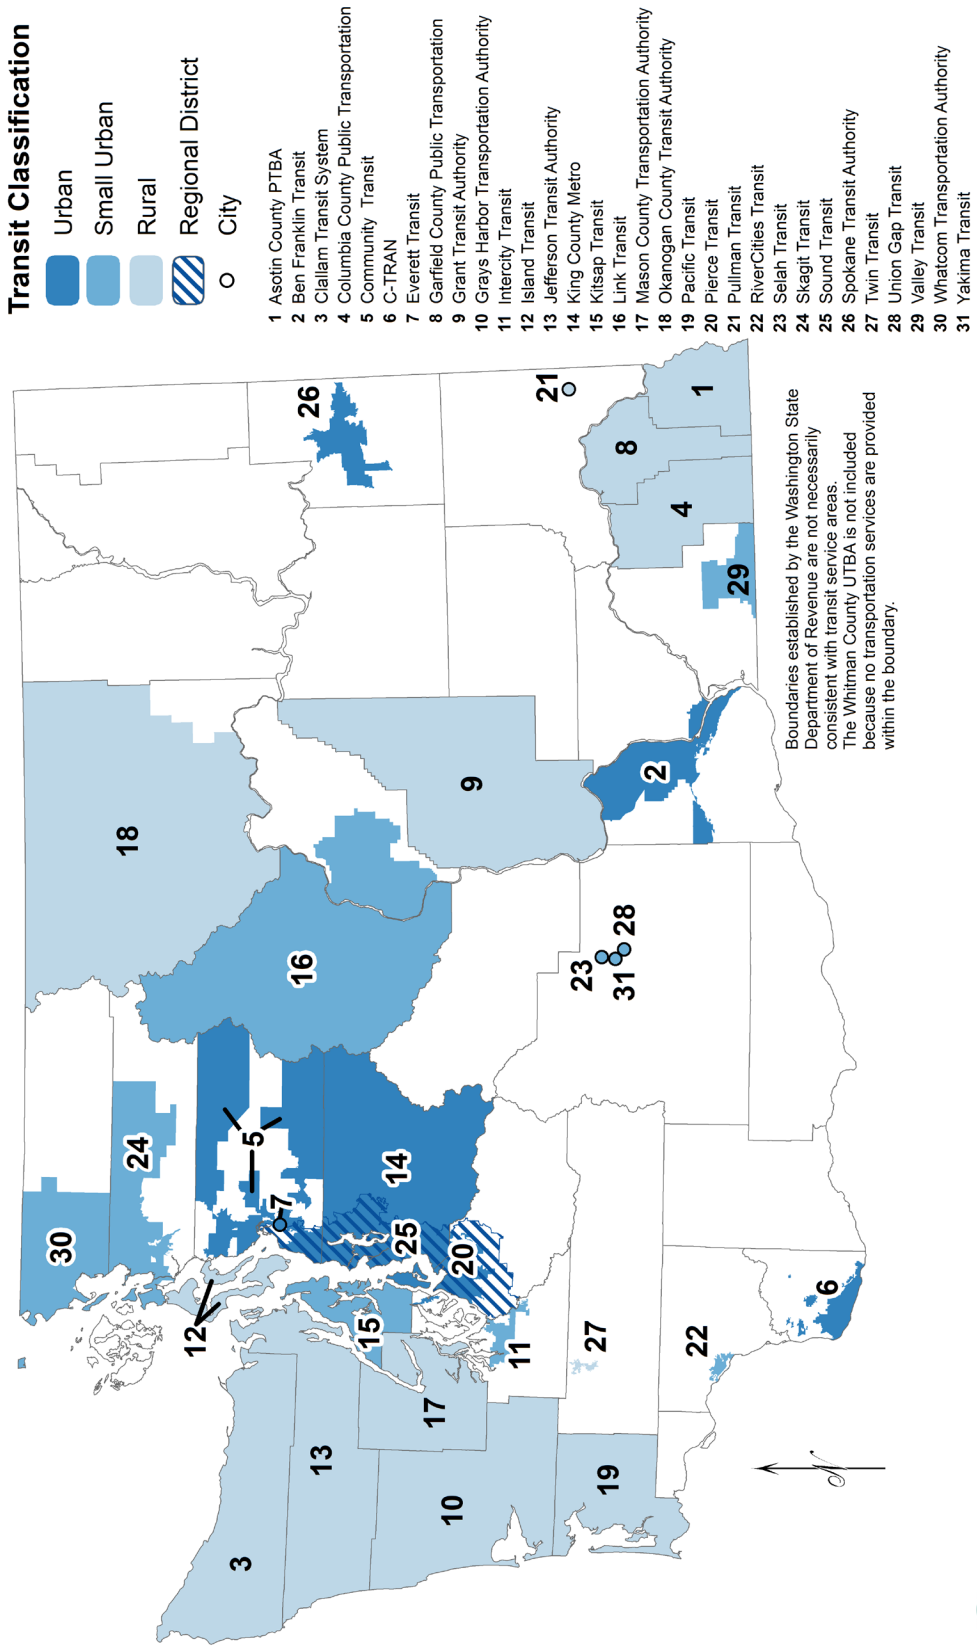 Transit Classification
Urban
Small Urban
Rural
Regional District
City
1 Asotin County PTBA
2 Ben Franklin Transit
3 Clallam Transit System
4 Columbia County Public Transportation
5 Community Transit
6 C-TRAN
7 Everett Transit
8 Garfield County Public Transportation
9 Grant Transit Authority
10 Grays Harbor Transportation Authority
11 Intercity Transit
12 Island Transit
13 Jefferson Transit Authority
14 King County Metro
15 Kitsap Transit
16 Link Transit
17 Mason County Transportation Authority
18 Okanogan County Transit Authority
19 Pacific Transit
20 Pierce Transit
21 Pullman Transit
22 RiverCities Transit
23 Selah Transit
24 Skagit Transit
25 Sound Transit
26 Spokane Transit Authority
27 Twin Transit
28 Union Gap Transit
29 Valley Transit
30 Whatcom Transportation Authority
31 Yakima Transit
30
18
24
26
12
5
3
7
16
13
15
14
25
17
20
9
10
11
21
23
27
19
31
28
8
2
4
22
1
29
6
N
Boundaries established by the Washington State
Department of Revenue are not necessarily
consistent with transit service areas.
The Whitman County UTBA is not included
because no transportation services are provided
within the boundary.